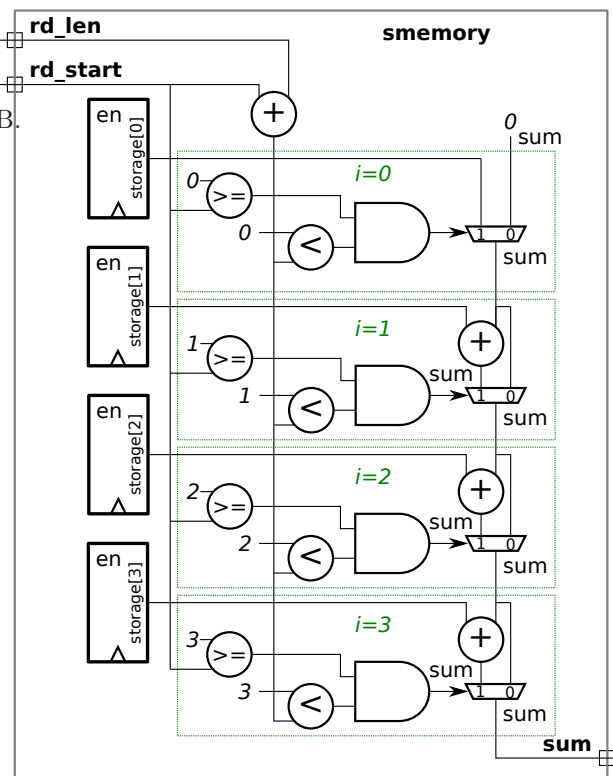 rd_len
smemory
rd_start
B.
+
0
sum
en
storage[0]
i=0
0
>=
0
<
1 0
sum
en
storage[1]
i=1
+
1
>=
sum
1
<
1 0
sum
en
storage[2]
i=2
+
2
>=
sum
2
<
1 0
sum
en
storage[3]
i=3
+
3
>=
sum
3
<
1 0
sum
sum